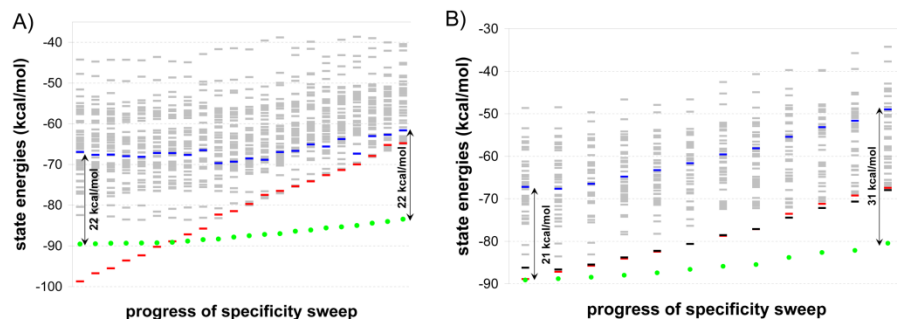 A)
state energies (kcal/mol)
-40
-50
-60
-70
-80
-90
-100
22 kcal/mol
22 kcal/mol
progress of specificity sweep
B)
state energies (kcal/mol)
-30
-40
-50
-60
-70
-80
-90
21 kcal/mol
31 kcal/mol
progress of specificity sweep